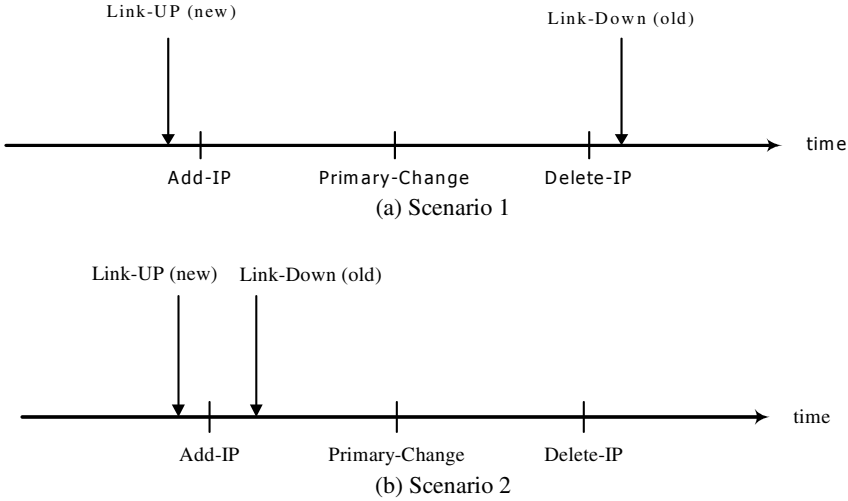 Link-UP (new)
Link-Down (old)
time
Add-IP Primary-Change Delete-IP
(a) Scenario 1
Link-UP (new) Link-Down (old)
time
Add-IP Primary-Change Delete-IP
(b) Scenario 2